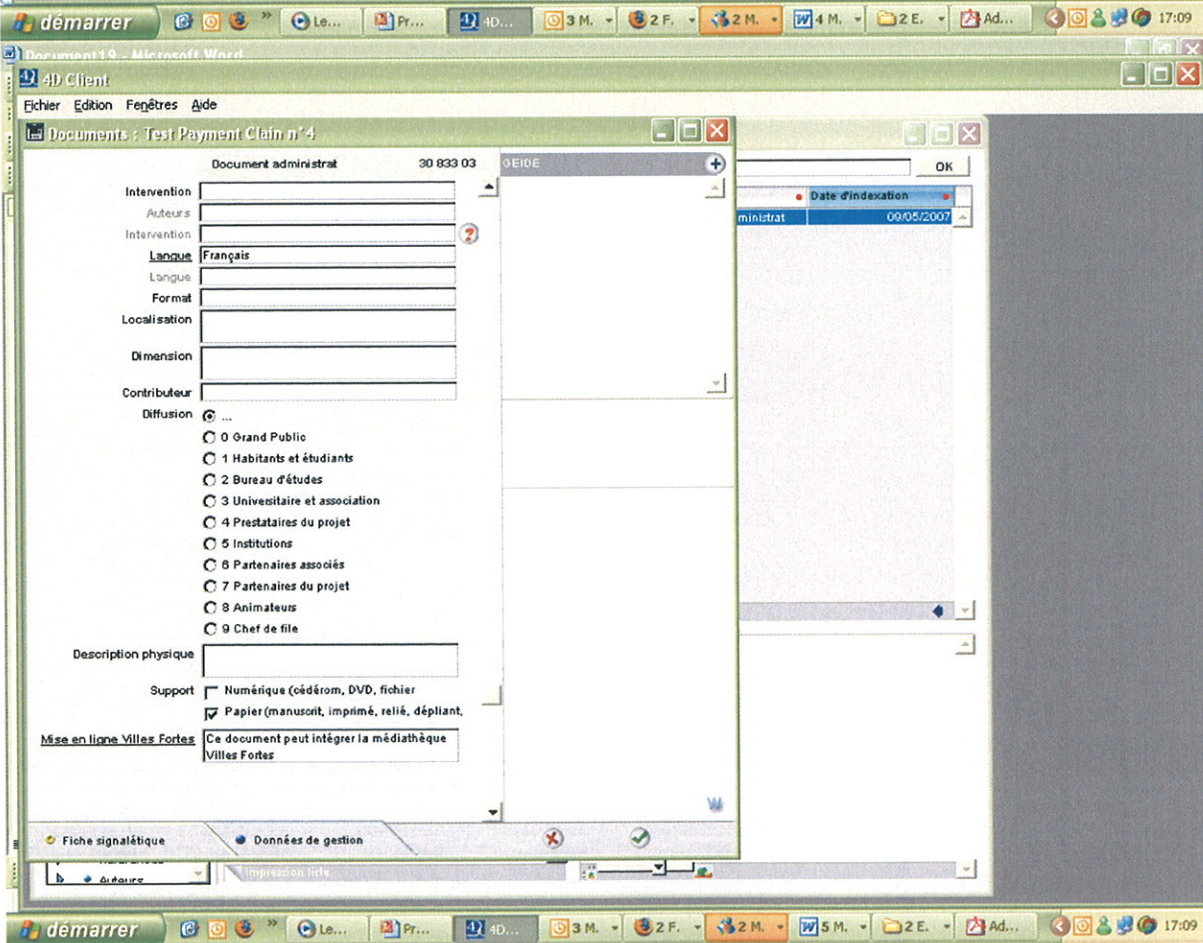 démarrer » Le... Pr... 4D... 3 M. 2 F. 2 M. 4 M. 2 E. Ad... 17:09
Document19 - Microsoft Word
4D Client
Fichier Edition Fenêtres Aide
Documents : Test Payment Claïn n°4
Document administrat 30 833 03 GEIDE
OK
Intervention
Date d'indexation
Auteurs
ministrat 09/05/2007
Intervention
Langue Français
Langue
Format
Localisation
Dimension
Contributeur
Diffusion ...
0 Grand Public
1 Habitants et étudiants
2 Bureau d'études
3 Universitaire et association
4 Prestataires du projet
5 Institutions
6 Partenaires associés
7 Partenaires du projet
8 Animateurs
9 Chef de file
Description physique
Support Numérique (cédérom, DVD, fichier
Papier (manuscrit, imprimé, relié, dépliant,
Mise en ligne Villes Fortes Ce document peut intégrer la médiathèque
Villes Fortes
W
Fiche signalétique Données de gestion
Auteurs Impression liste
démarrer » Le... Pr... 4D... 3 M. 2 F. 2 M. 5 M. 2 E. Ad... 17:09